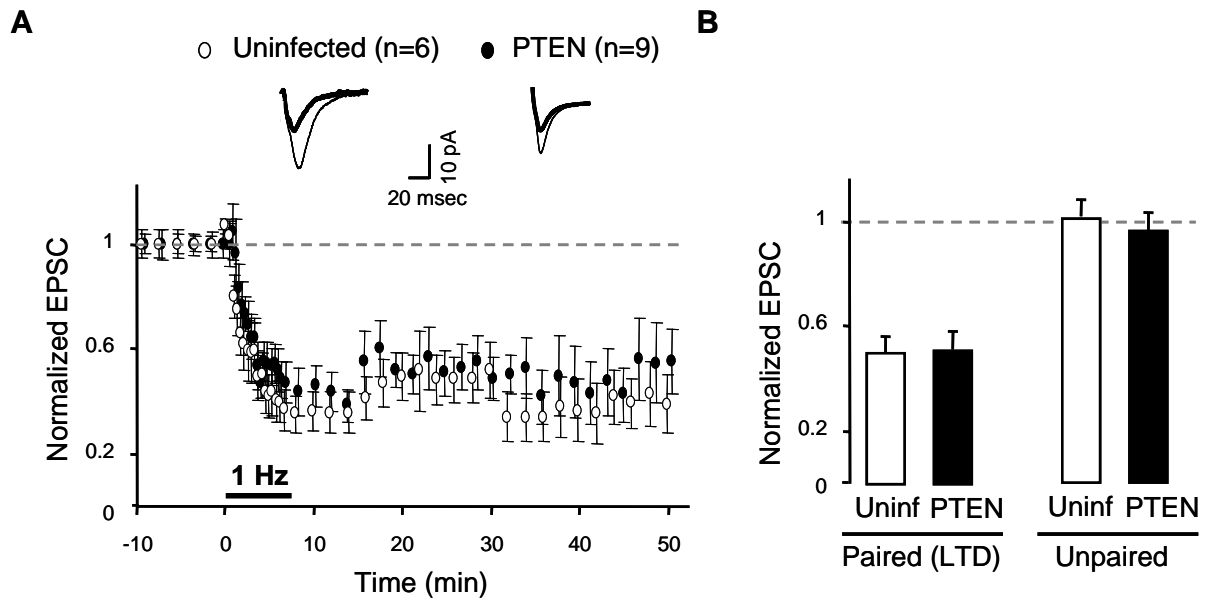 A
B
Uninfected (n=6)
PTEN (n=9)
10 pA
20 msec
Normalized EPSC
1
0.6
0.2
0
1 Hz
-10
0
10
20
30
40
50
Time (min)
Normalized EPSC
1
0.6
0.2
0
Uninf
PTEN
Uninf
PTEN
Paired (LTD)
Unpaired